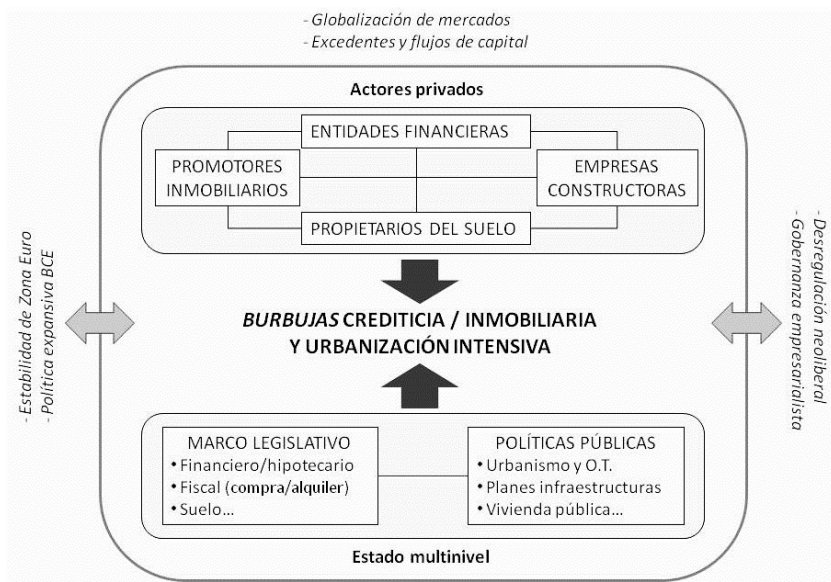 - Globalización de mercados
- Excedentes y flujos de capital
Actores privados
ENTIDADES FINANCIERAS
PROMOTORES
INMOBILIARIOS
EMPRESAS
CONSTRUCTORAS
PROPIETARIOS DEL SUELO
- Estabilidad de Zona Euro
- Política expansiva BCE
BURBUJAS CREDITICIA / INMOBILIARIA
Y URBANIZACIÓN INTENSIVA
- Desregulación neoliberal
- Gobernanza empresarialista
MARCO LEGISLATIVO
• Financiero/hipotecario
• Fiscal (compra/alquiler)
• Suelo...
POLÍTICAS PÚBLICAS
• Urbanismo y O.T.
• Planes infraestructuras
• Vivienda pública...
Estado multinivel